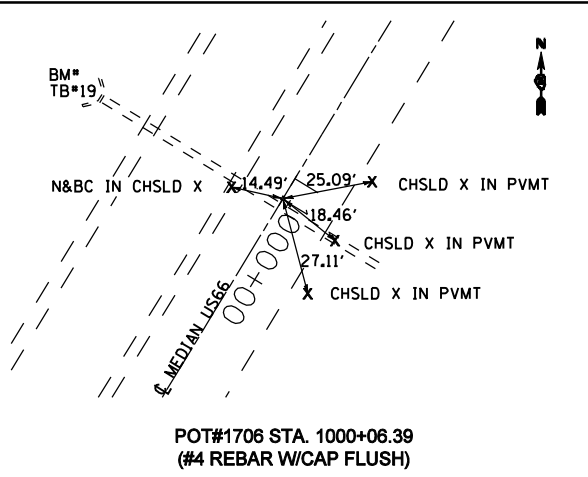 N
BM#
TB#19
N&BC IN CHSLD X
14.49'
25.09'
X CHSLD X IN PVMT
18.46'
X CHSLD X IN PVMT
27.11'
X CHSLD X IN PVMT
00+000
℄ MEDIAN US66
POT#1706 STA. 1000+06.39
(#4 REBAR W/CAP FLUSH)